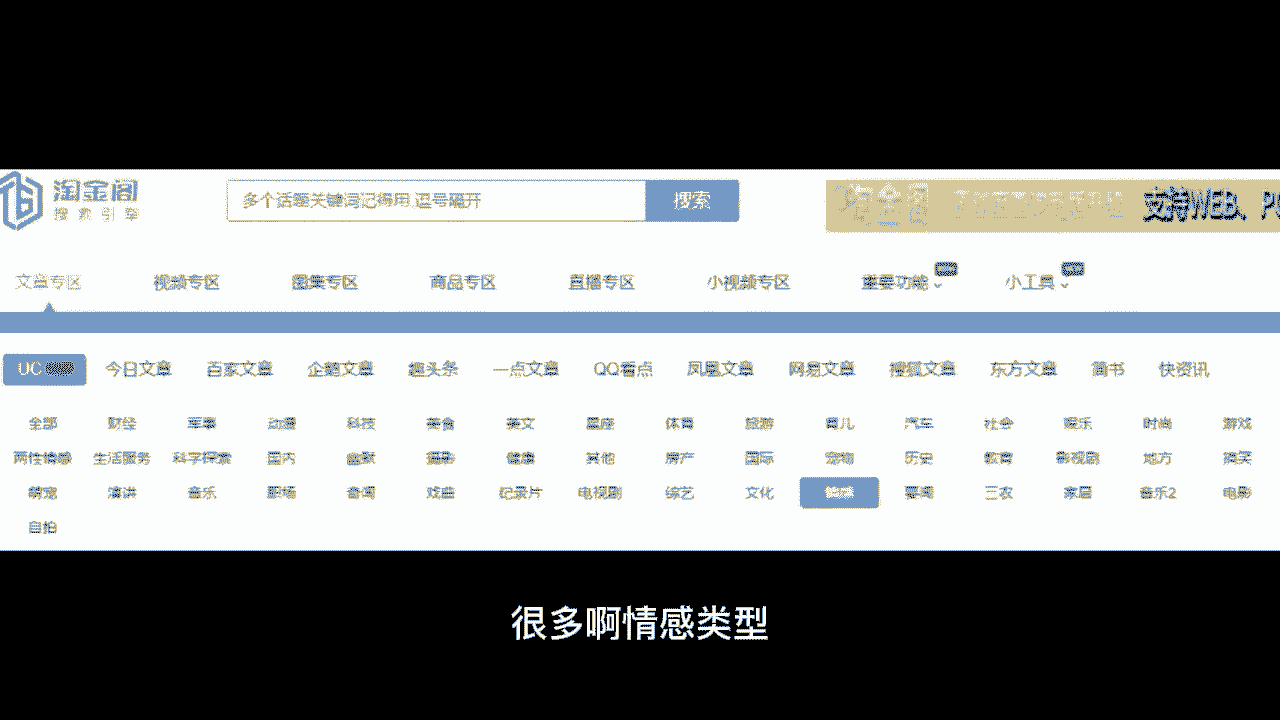 淘金阁
搜索引擎
多个话题关键词记得用,逗号隔开 搜索
淘金阁 支持WEB、PC
文章专区 视频专区 图集专区 商品专区 直播专区 小视频专区 重要功能 小工具
UC 今日文章 百家文章 企鹅文章 趣头条 一点文章 QQ看点 凤凰文章 网易文章 搜狐文章 东方文章 简书 快资讯
全部 财经 军事 动漫 科技 美食 美文 星座 体育 旅游 育儿 汽车 社会 娱乐 时尚 游戏
两性情感 生活服务 科学探索 国内 幽默 摄影 健康 其他 房产 国际 宠物 历史 教育 影视剧 地方 搞笑
萌宠 演讲 音乐 职场 奇闻 戏曲 纪录片 电视剧 综艺 文化 情感 要闻 三农 家居 音乐2 电影
自拍
很多啊情感类型